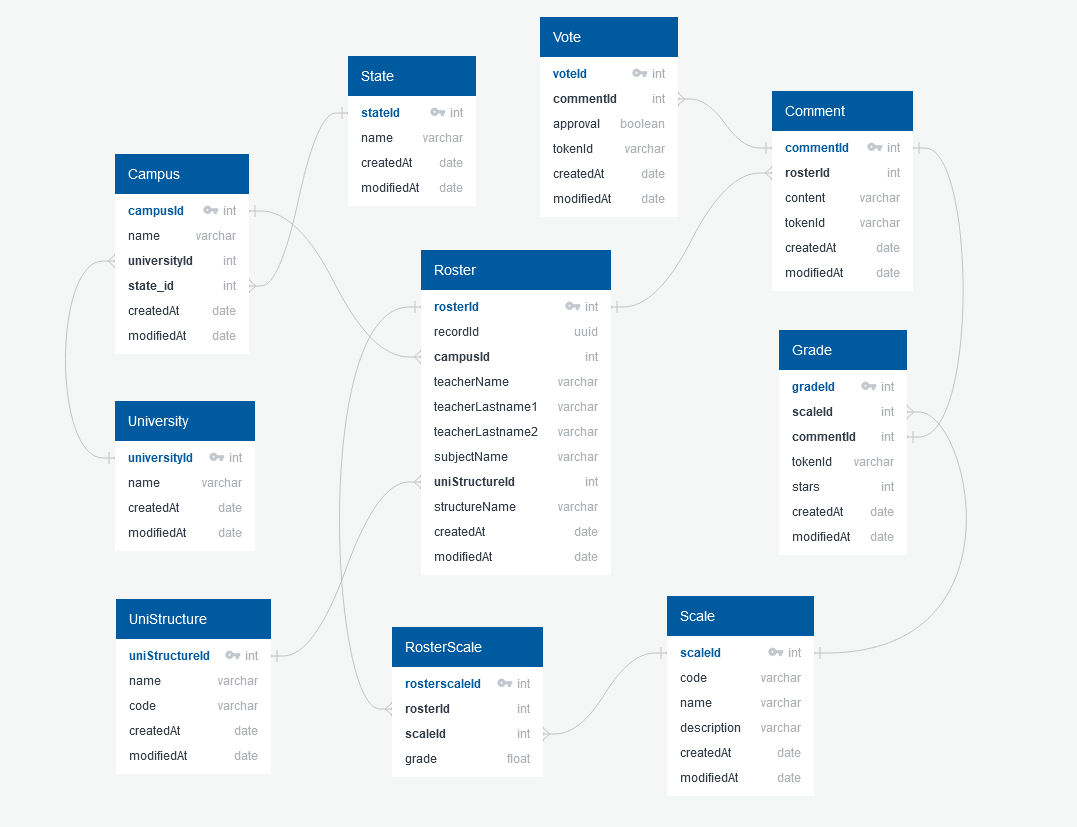 Vote
voteId int
commentId int
approval boolean
tokenId varchar
createdAt date
modifiedAt date
State
stateId int
name varchar
createdAt date
modifiedAt date
Comment
commentId int
rosterId int
content varchar
tokenId varchar
createdAt date
modifiedAt date
Campus
campusId int
name varchar
universityId int
state_id int
createdAt date
modifiedAt date
Roster
rosterId int
recordId uuid
campusId int
teacherName varchar
teacherLastname1 varchar
teacherLastname2 varchar
subjectName varchar
uniStructureId int
structureName varchar
createdAt date
modifiedAt date
Grade
gradeId int
scaleId int
commentId int
tokenId varchar
stars int
createdAt date
modifiedAt date
University
universityId int
name varchar
createdAt date
modifiedAt date
UniStructure
uniStructureId int
name varchar
code varchar
createdAt date
modifiedAt date
RosterScale
rosterscaleId int
rosterId int
scaleId int
grade float
Scale
scaleId int
code varchar
name varchar
description varchar
createdAt date
modifiedAt date